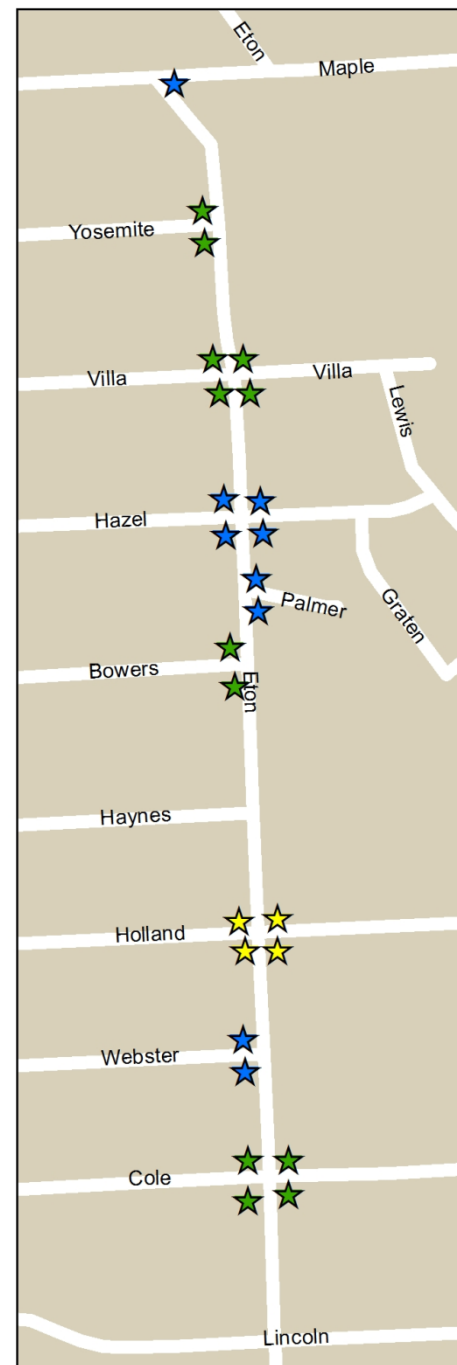 Eton
Maple
Yosemite
Villa
Villa
Lewis
Hazel
Palmer
Graten
Bowers
Eton
Haynes
Holland
Webster
Cole
Lincoln